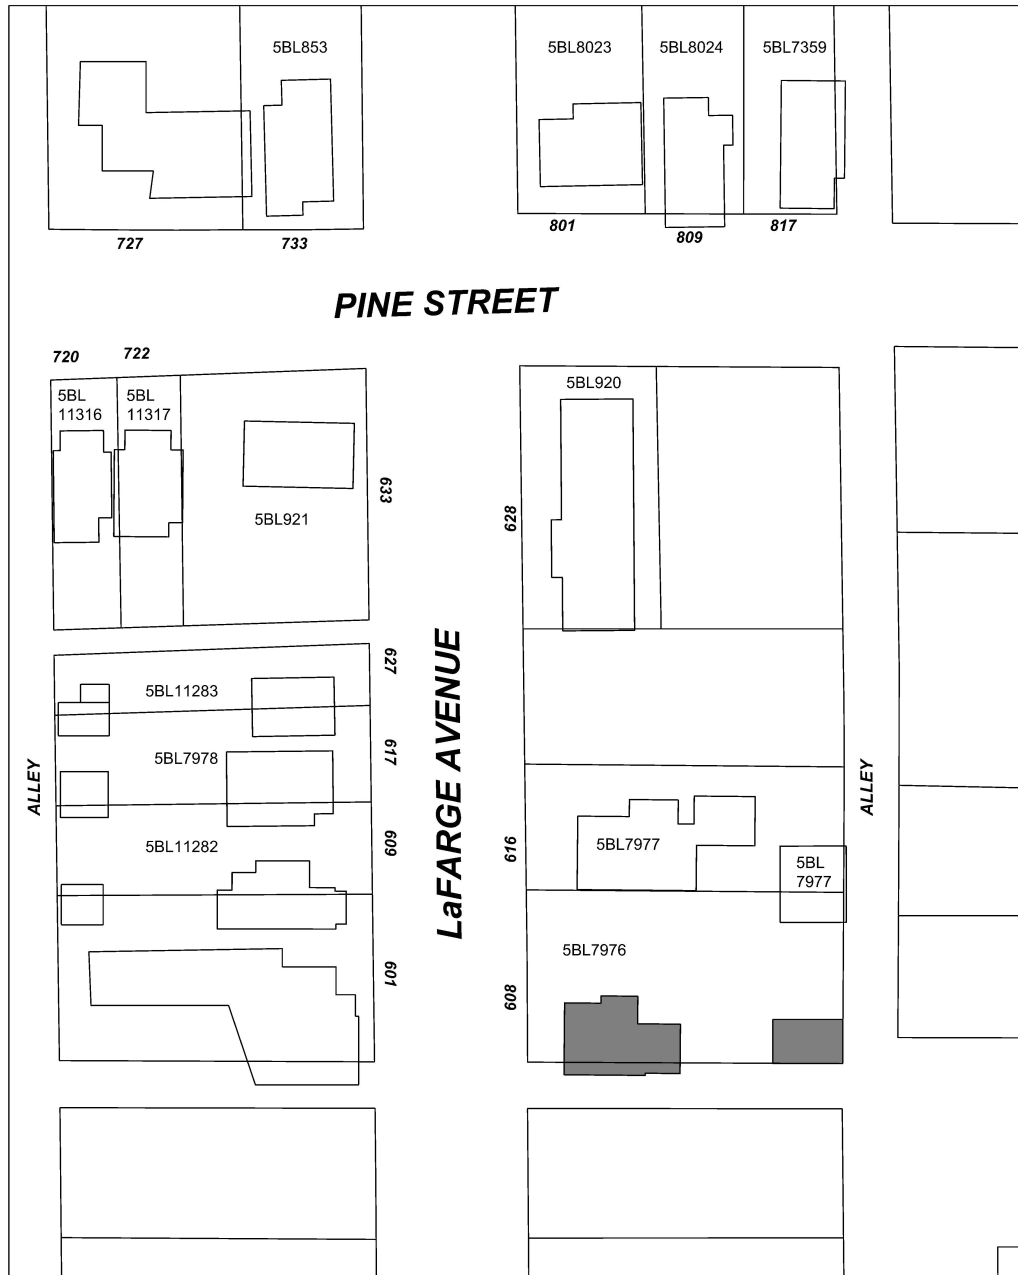 5BL853
5BL8023
5BL8024
5BL7359
727
733
801
809
817
PINE STREET
720
722
5BL
11316
5BL
11317
5BL921
633
5BL920
628
5BL11283
627
5BL7978
617
5BL11282
609
601
ALLEY
LaFARGE AVENUE
5BL7977
616
5BL
7977
ALLEY
5BL7976
608